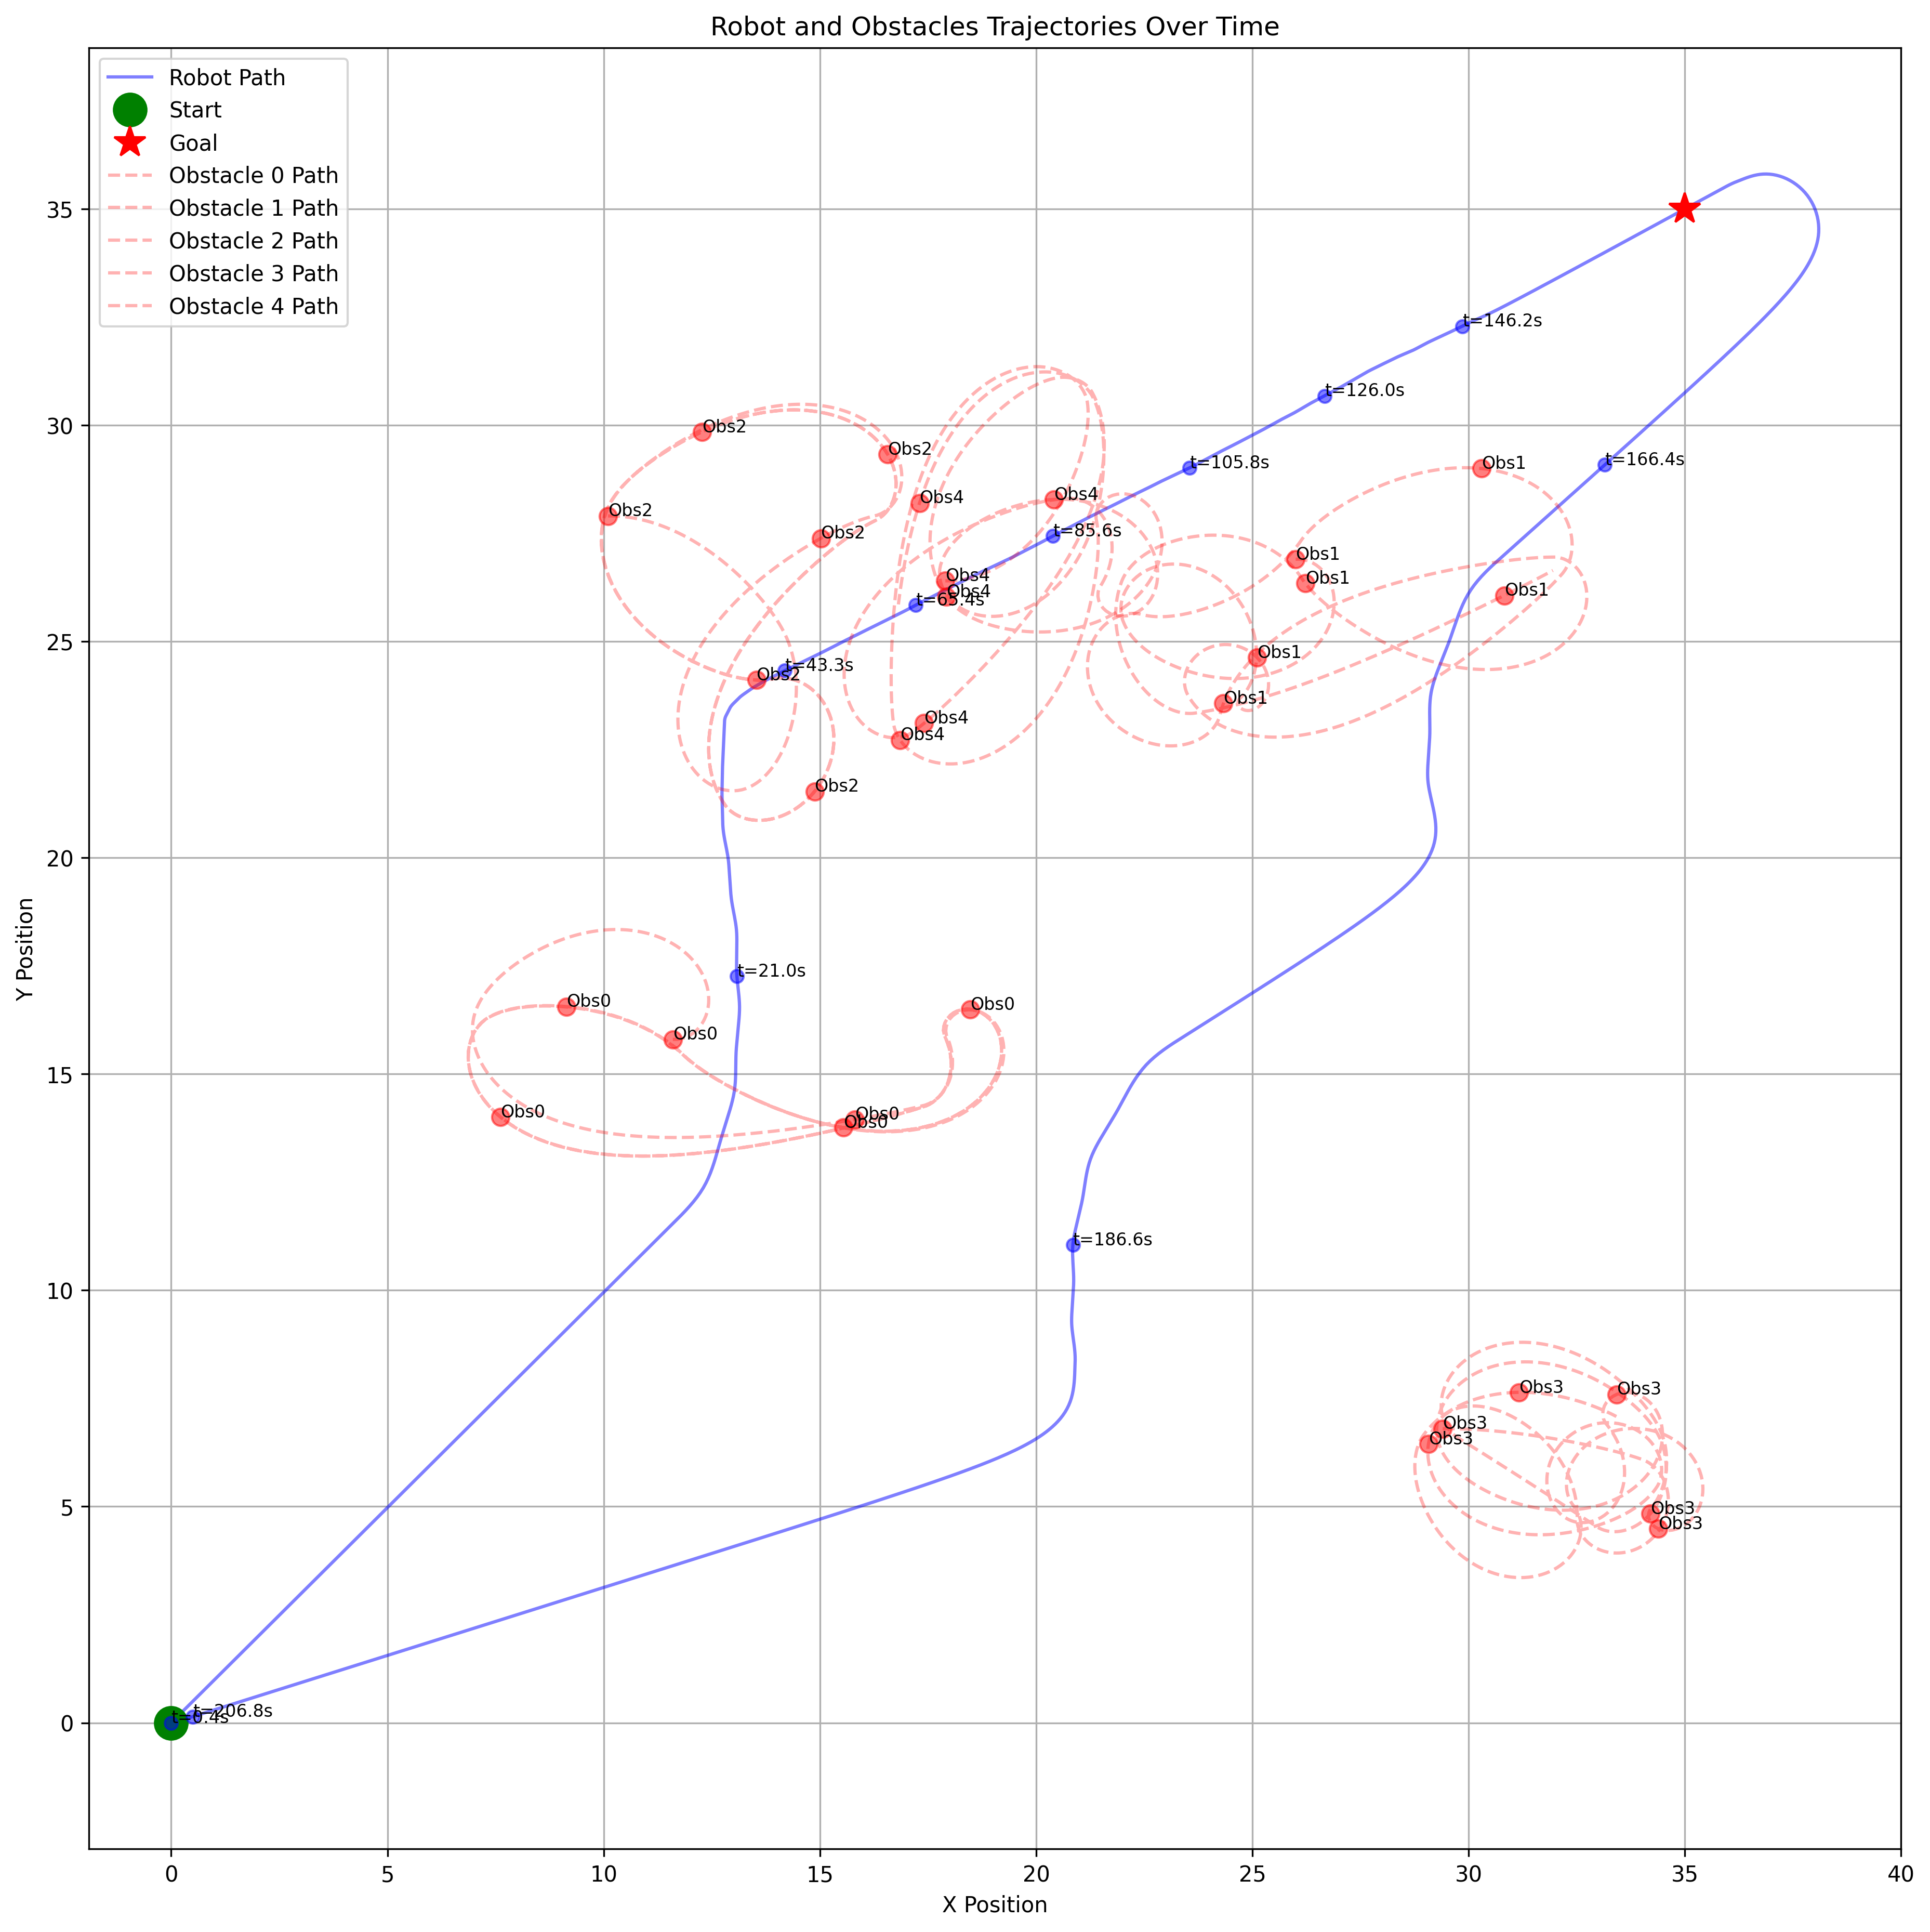 Robot and Obstacles Trajectories Over Time
Robot Path
Start
Goal
Obstacle 0 Path
Obstacle 1 Path
Obstacle 2 Path
Obstacle 3 Path
Obstacle 4 Path
35
30
25
20
15
10
5
0
Y Position
t=146.2s
t=126.0s
t=166.4s
t=105.8s
t=85.6s
t=65.4s
t=43.3s
t=21.0s
t=186.6s
t=206.8s
t=0.4s
Obs2
Obs2
Obs2
Obs2
Obs2
Obs2
Obs4
Obs4
Obs4
Obs4
Obs4
Obs4
Obs1
Obs1
Obs1
Obs1
Obs1
Obs1
Obs0
Obs0
Obs0
Obs0
Obs0
Obs0
Obs3
Obs3
Obs3
Obs3
Obs3
Obs3
0
5
10
15
20
25
30
35
40
X Position